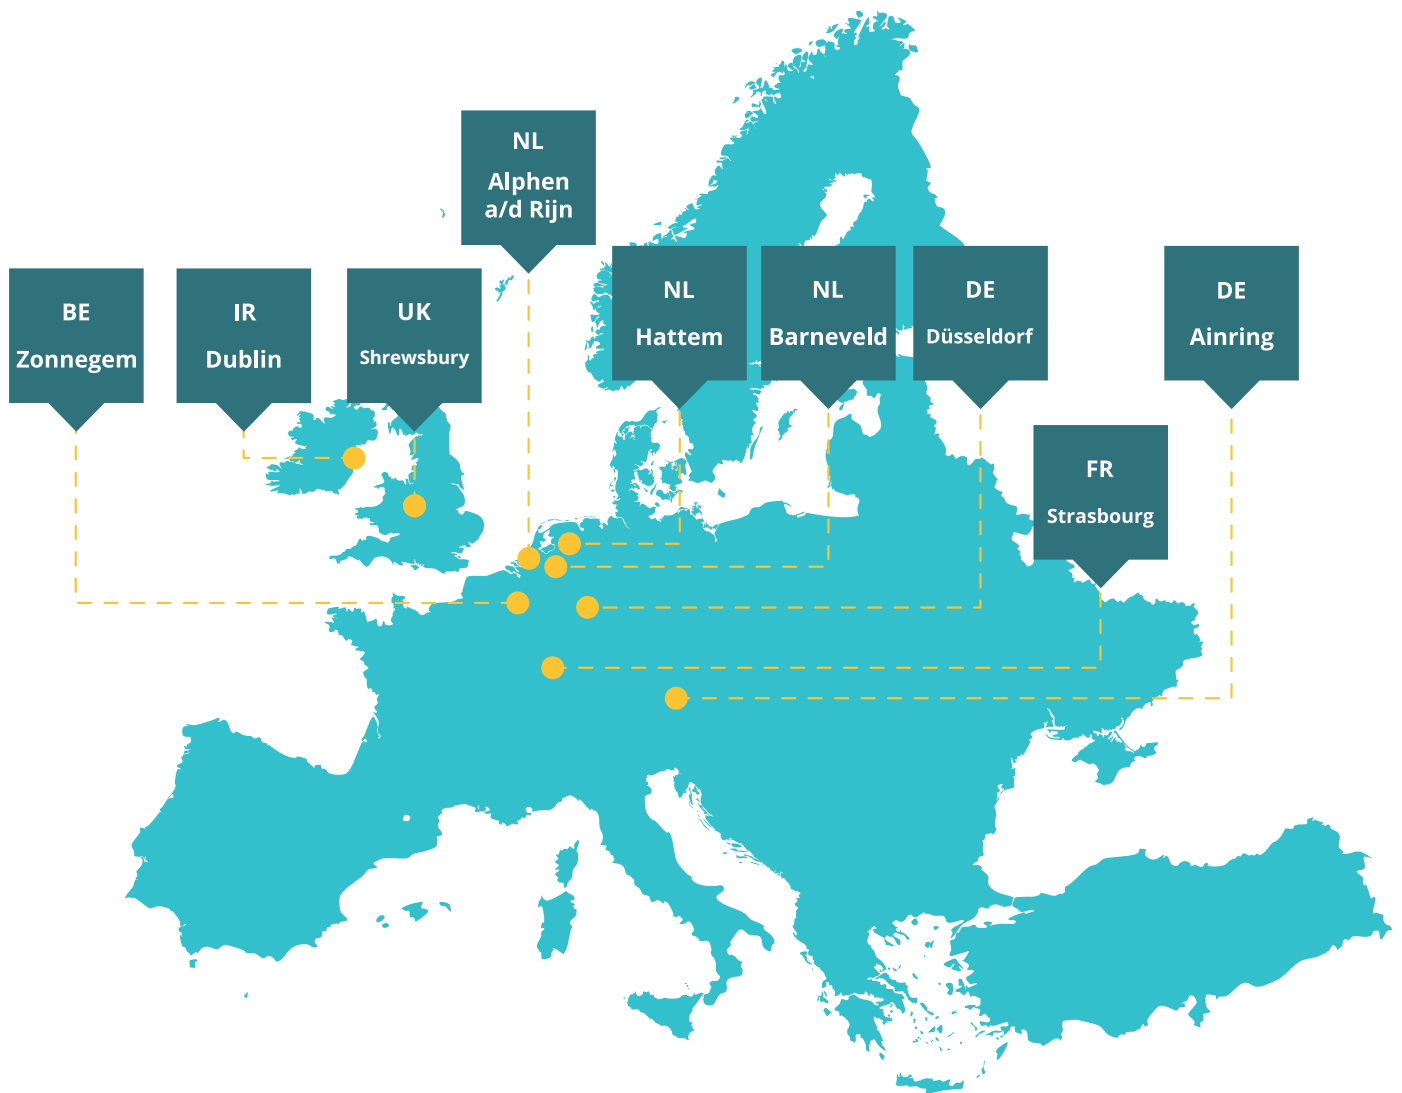 NL
Alphen
a/d Rijn
BE
Zonnegem
IR
Dublin
UK
Shrewsbury
NL
Hattem
NL
Barneveld
DE
Düsseldorf
DE
Ainring
FR
Strasbourg